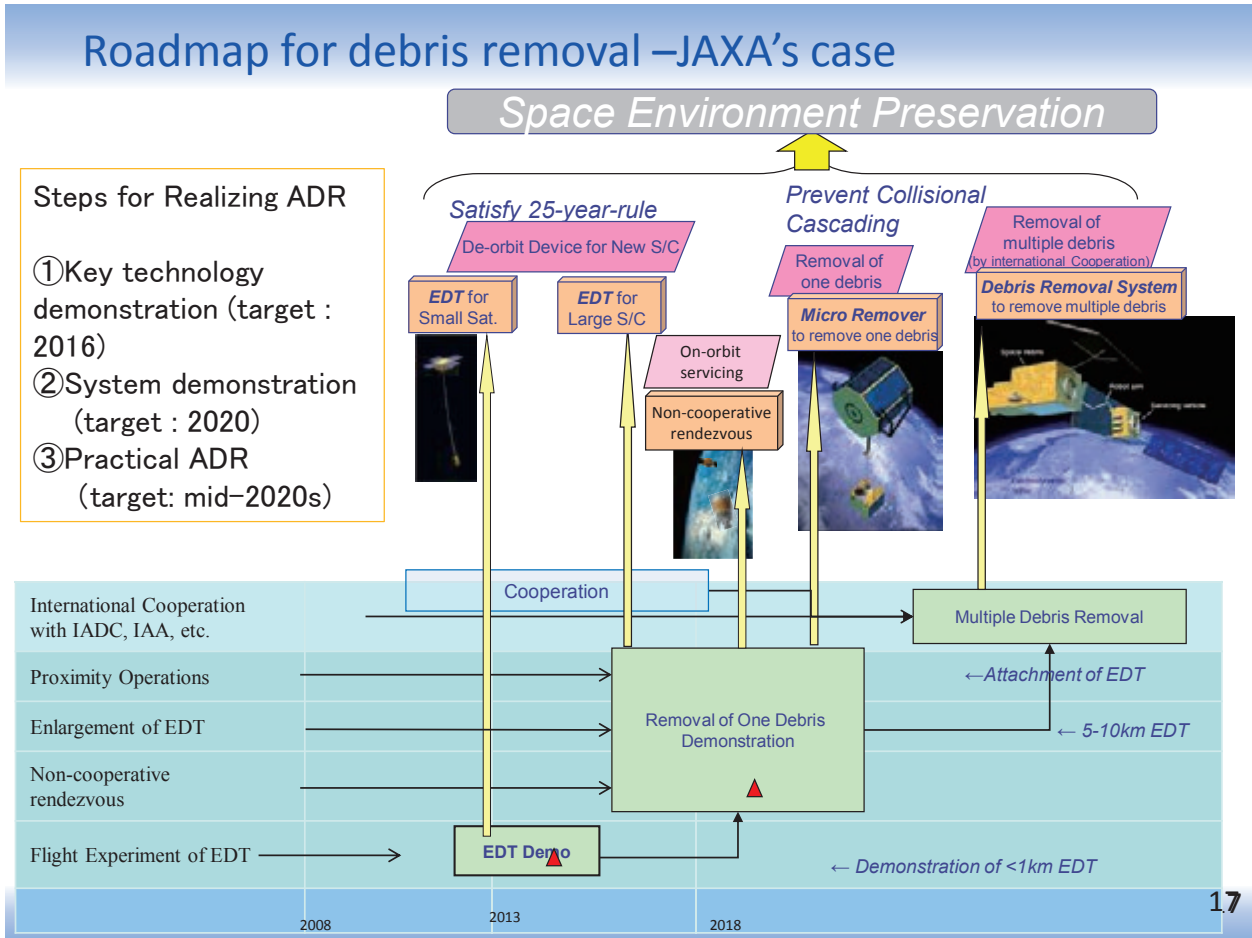 Roadmap for debris removal –JAXA's case
Space Environment Preservation
Steps for Realizing ADR
①Key technology
demonstration (target :
2016)
②System demonstration
(target : 2020)
③Practical ADR
(target: mid-2020s)
Satisfy 25-year-rule
De-orbit Device for New S/C
EDT for
Small Sat.
EDT for
Large S/C
On-orbit
servicing
Non-cooperative
rendezvous
Prevent Collisional
Cascading
Removal of
one debris
Micro Remover
to remove one debris
Removal of
multiple debris
(by international Cooperation)
Debris Removal System
to remove multiple debris
Space debris
Robot arm
Servicing vehicle
International Cooperation
with IADC, IAA, etc.
Cooperation
Multiple Debris Removal
Proximity Operations
←Attachment of EDT
Enlargement of EDT
Removal of One Debris
Demonstration
← 5-10km EDT
Non-cooperative
rendezvous
Flight Experiment of EDT
EDT Demo
← Demonstration of <1km EDT
2008
2013
2018
17